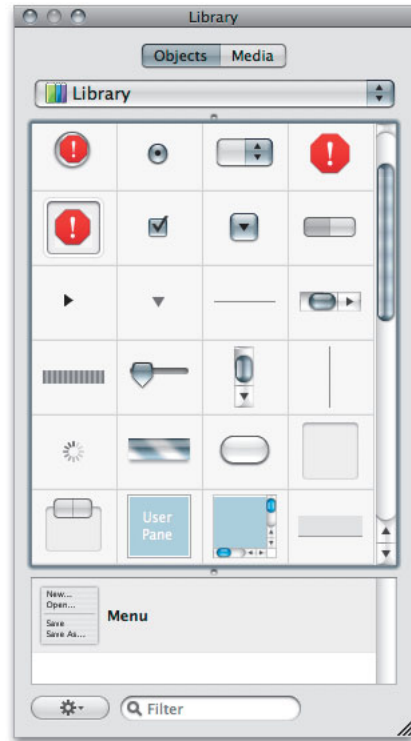 Library
Objects Media
Library
User
Pane
New...
Open...
Save
Save As...
Menu
Filter